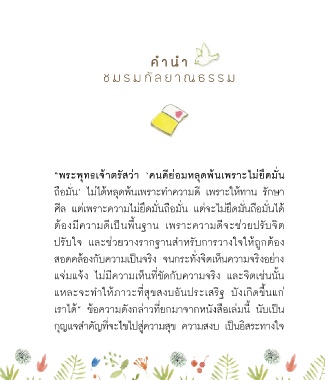 คำนำ
ชมรมกัลยาณธรรม
"พระพุทธเจ้าตรัสว่า 'คนดีย่อมหลุดพ้นเพราะไม่ยึดมั่น
ถือมั่น' ไม่ได้หลุดพ้นเพราะทำความดี เพราะให้ทาน รักษา
ศีล แต่เพราะความไม่ยึดมั่นถือมั่น แต่จะไม่ยึดมั่นถือมั่นได้
ต้องมีความดีเป็นพื้นฐาน เพราะความดีจะช่วยปรับจิต
ปรับใจ และช่วยวางรากฐานสำหรับการวางใจให้ถูกต้อง
สอดคล้องกับความเป็นจริง จนกระทั่งจิตเห็นความจริงอย่าง
แจ่มแจ้ง ไม่มีความเห็นที่ขัดกับความจริง และจิตเช่นนั้น
แหละจะทำให้ภาวะที่สุขสงบอันประเสริฐ บังเกิดขึ้นแก่
เราได้" ข้อความดังกล่าวที่ยกมาจากหนังสือเล่มนี้ นับเป็น
กุญแจสำคัญที่จะไขไปสู่ความสุข ความสงบ เป็นอิสระทางใจ